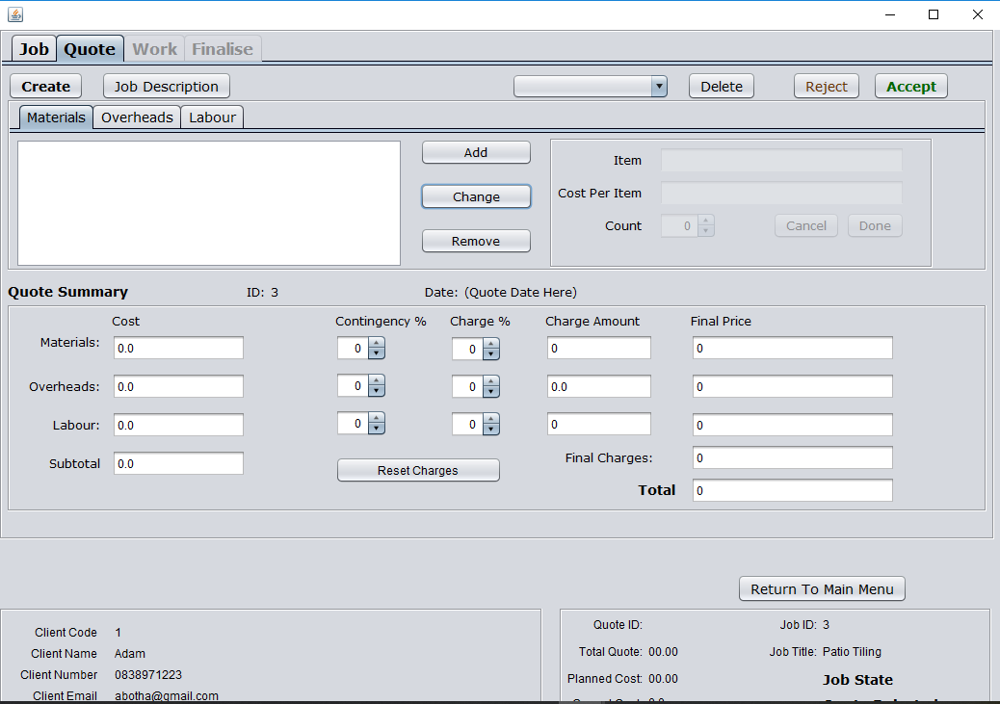 Job Quote Work Finalise
Create Job Description Delete Reject Accept
Materials Overheads Labour
Add
Change
Remove
Item
Cost Per Item
Count 0 Cancel Done
Quote Summary ID: 3 Date: (Quote Date Here)
Cost Contingency % Charge % Charge Amount Final Price
Materials: 0.0 0 0 0 0
Overheads: 0.0 0 0 0.0 0
Labour: 0.0 0 0 0 0
Subtotal 0.0 Reset Charges Final Charges: 0
Total 0
Return To Main Menu
Client Code 1
Client Name Adam
Client Number 0838971223
Client Email abotha@gmail.com
Quote ID: Job ID: 3
Total Quote: 00.00 Job Title: Patio Tiling
Planned Cost: 00.00 Job State